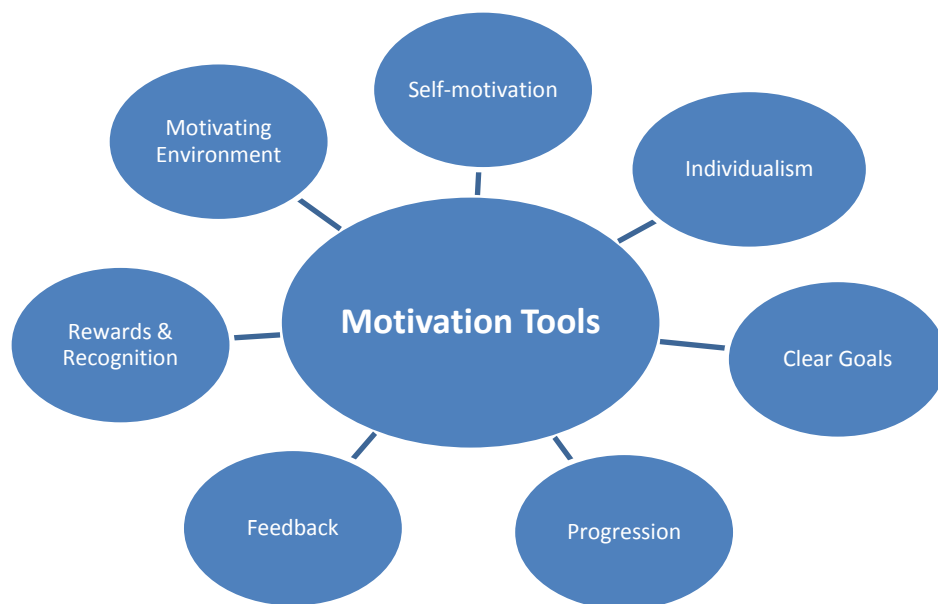 Self-motivation
Motivating
Environment
Individualism
Motivation Tools
Rewards &
Recognition
Clear Goals
Feedback
Progression